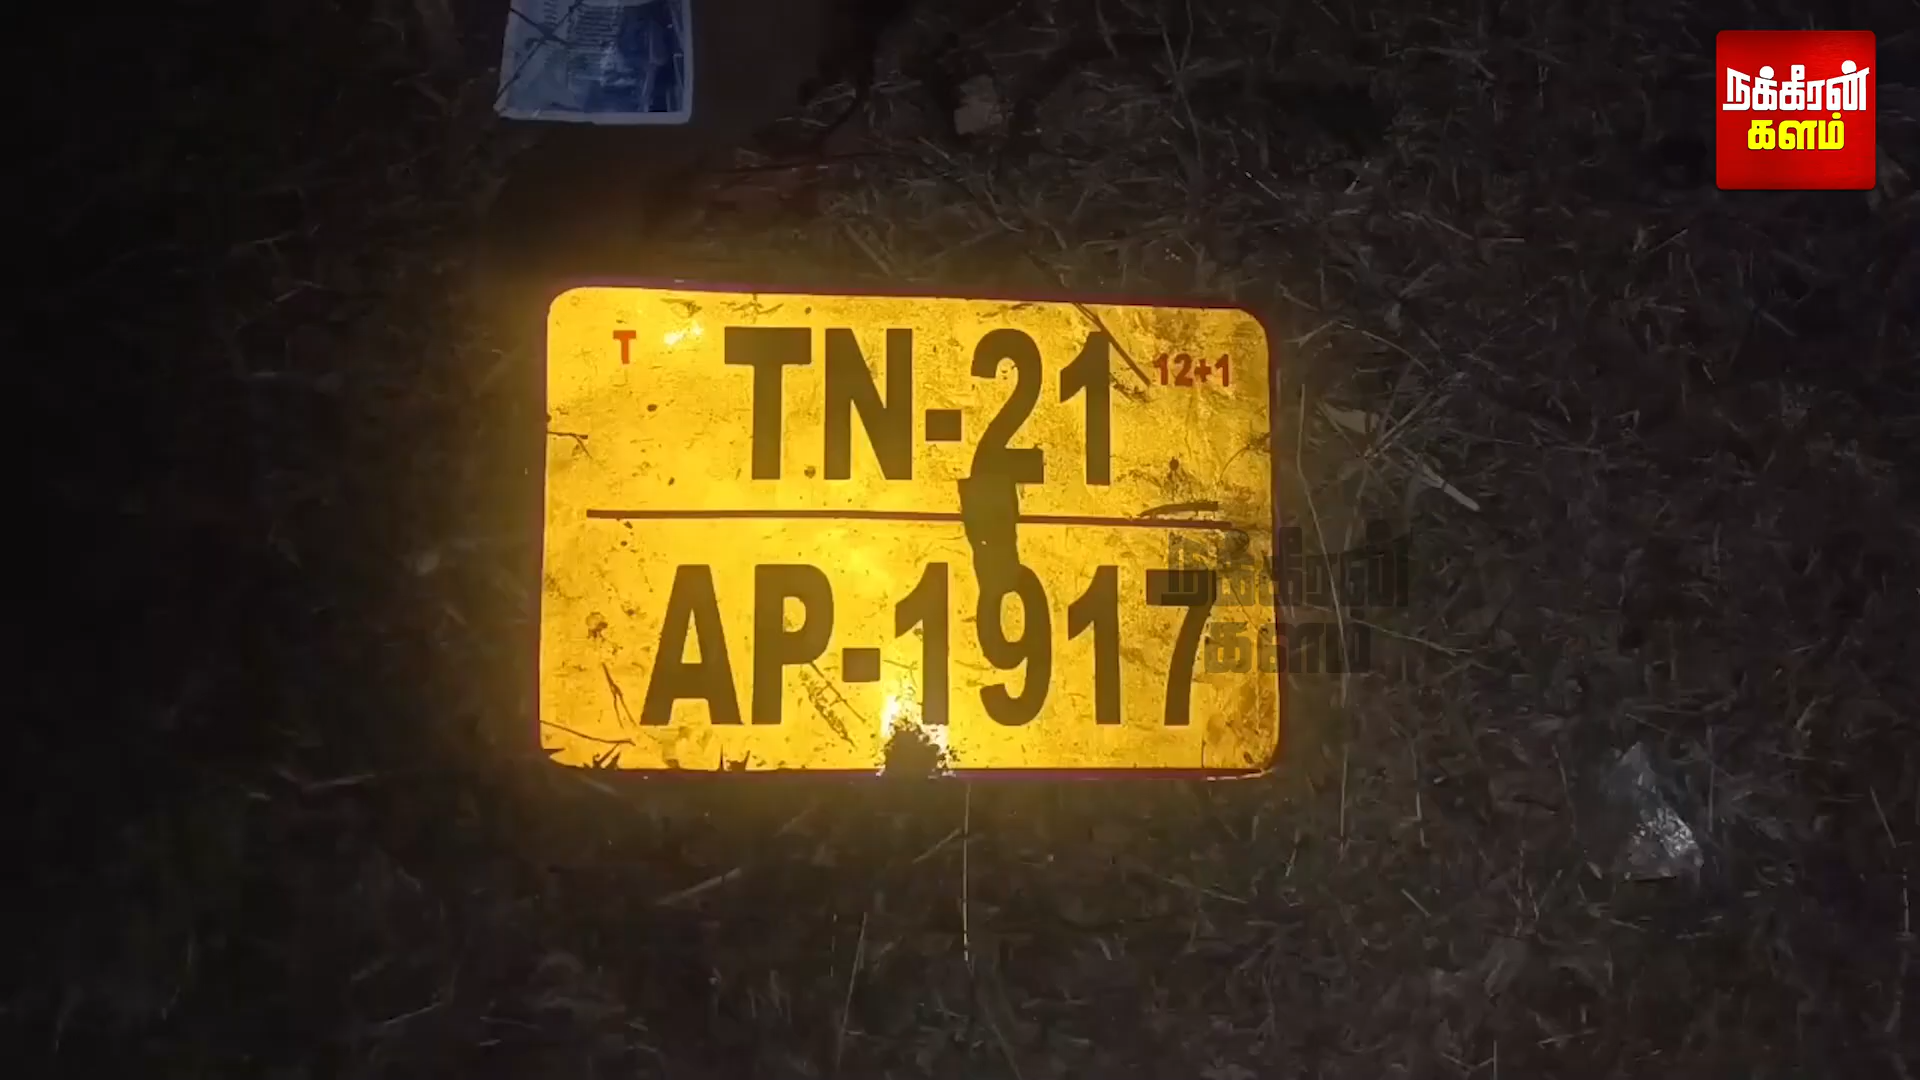 நக்கீரன்
களம்
T TN-21 12+1
AP-1917
நக்கீரன்
களம்